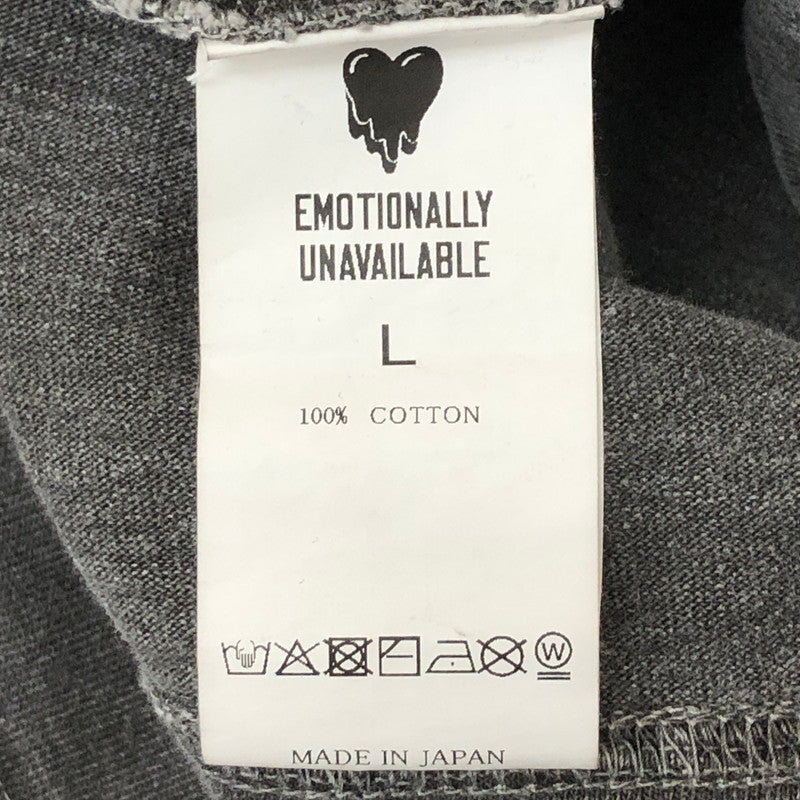 EMOTIONALLY
UNAVAILABLE
L
100% COTTON
W
MADE IN JAPAN